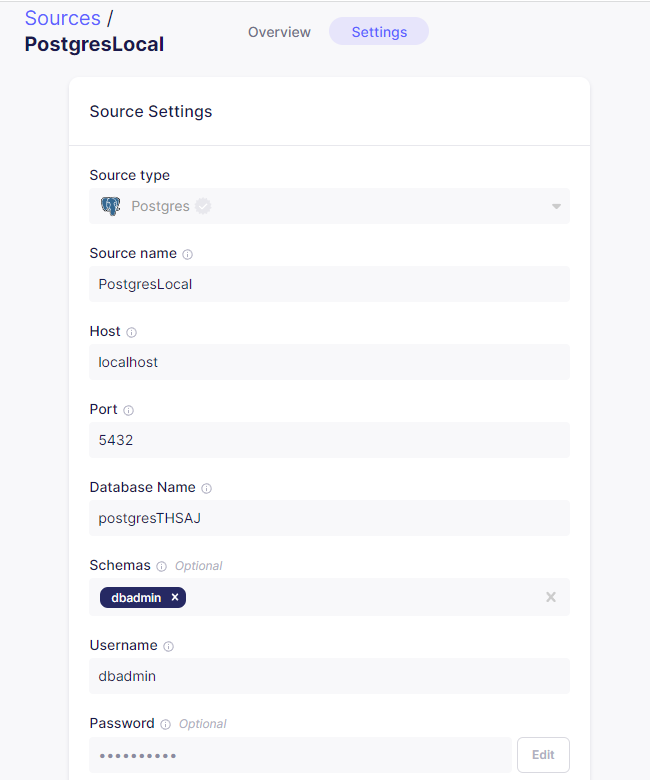 Sources /
PostgresLocal
Overview
Settings
Source Settings
Source type
Postgres
Source name
PostgresLocal
Host
localhost
Port
5432
Database Name
postgresTHSAJ
Schemas Optional
dbadmin ×
Username
dbadmin
Password Optional
••••••••••
Edit